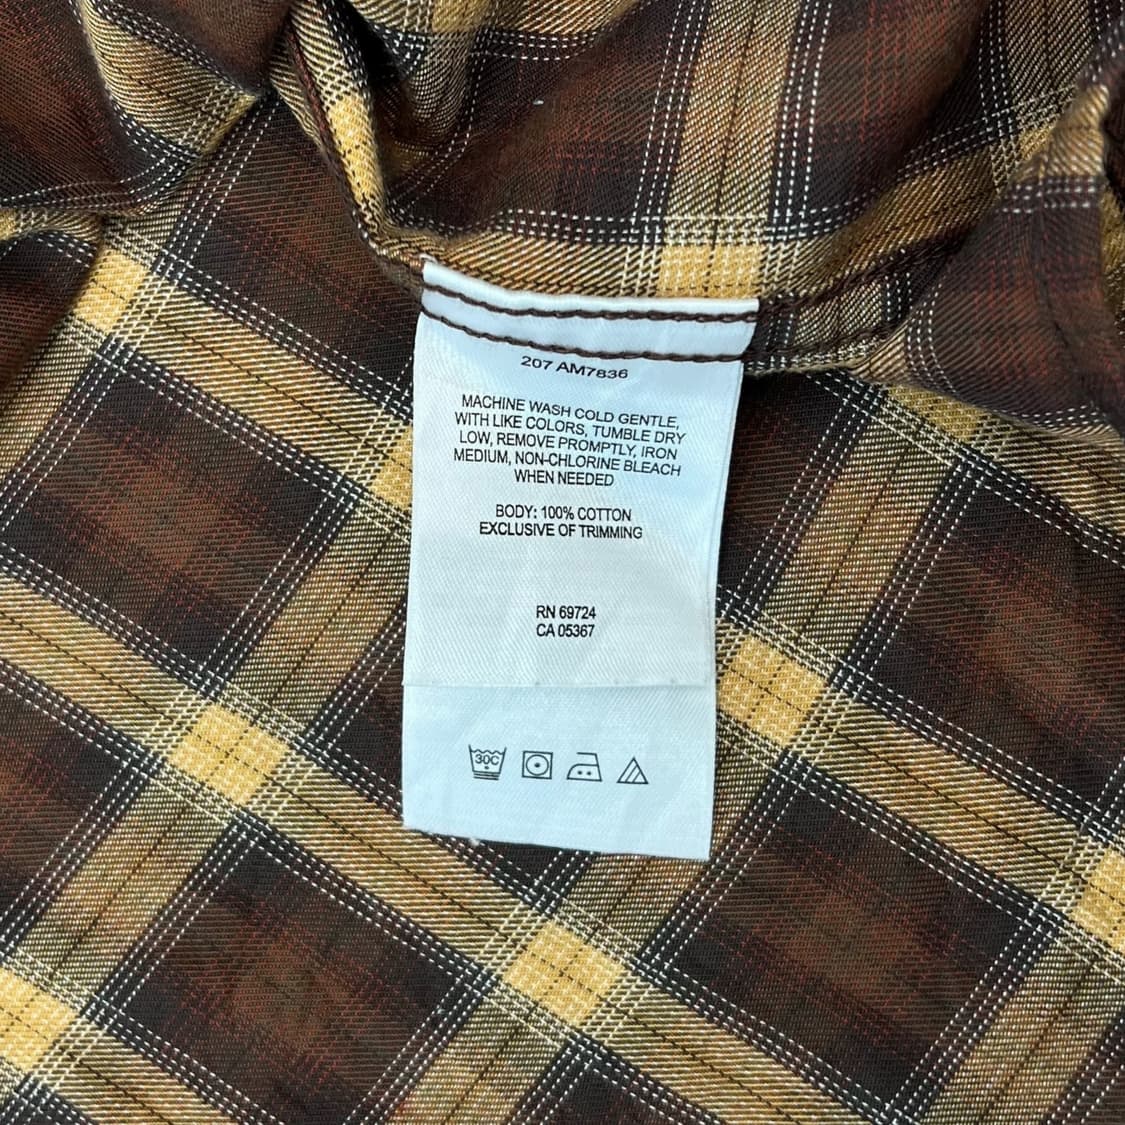 207 AM7836
MACHINE WASH COLD GENTLE,
WITH LIKE COLORS, TUMBLE DRY
LOW, REMOVE PROMPTLY, IRON
MEDIUM, NON-CHLORINE BLEACH
WHEN NEEDED
BODY: 100% COTTON
EXCLUSIVE OF TRIMMING
RN 69724
CA 05367
30C